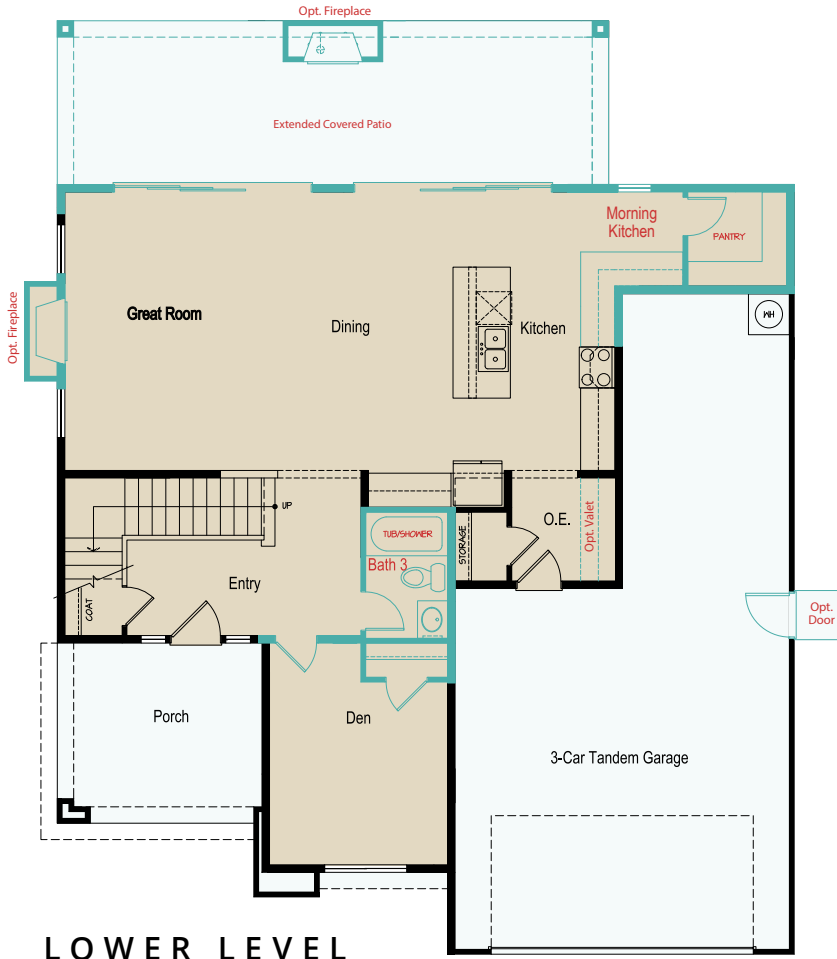 Opt. Fireplace
Extended Covered Patio
Morning
Kitchen
PANTRY
Opt. Fireplace
Great Room
Dining
Kitchen
HW
UP
TUB/SHOWER
STORAGE
O.E.
Opt. Valet
Bath 3
Entry
COAT
Opt.
Door
Porch
Den
3-Car Tandem Garage
LOWER LEVEL